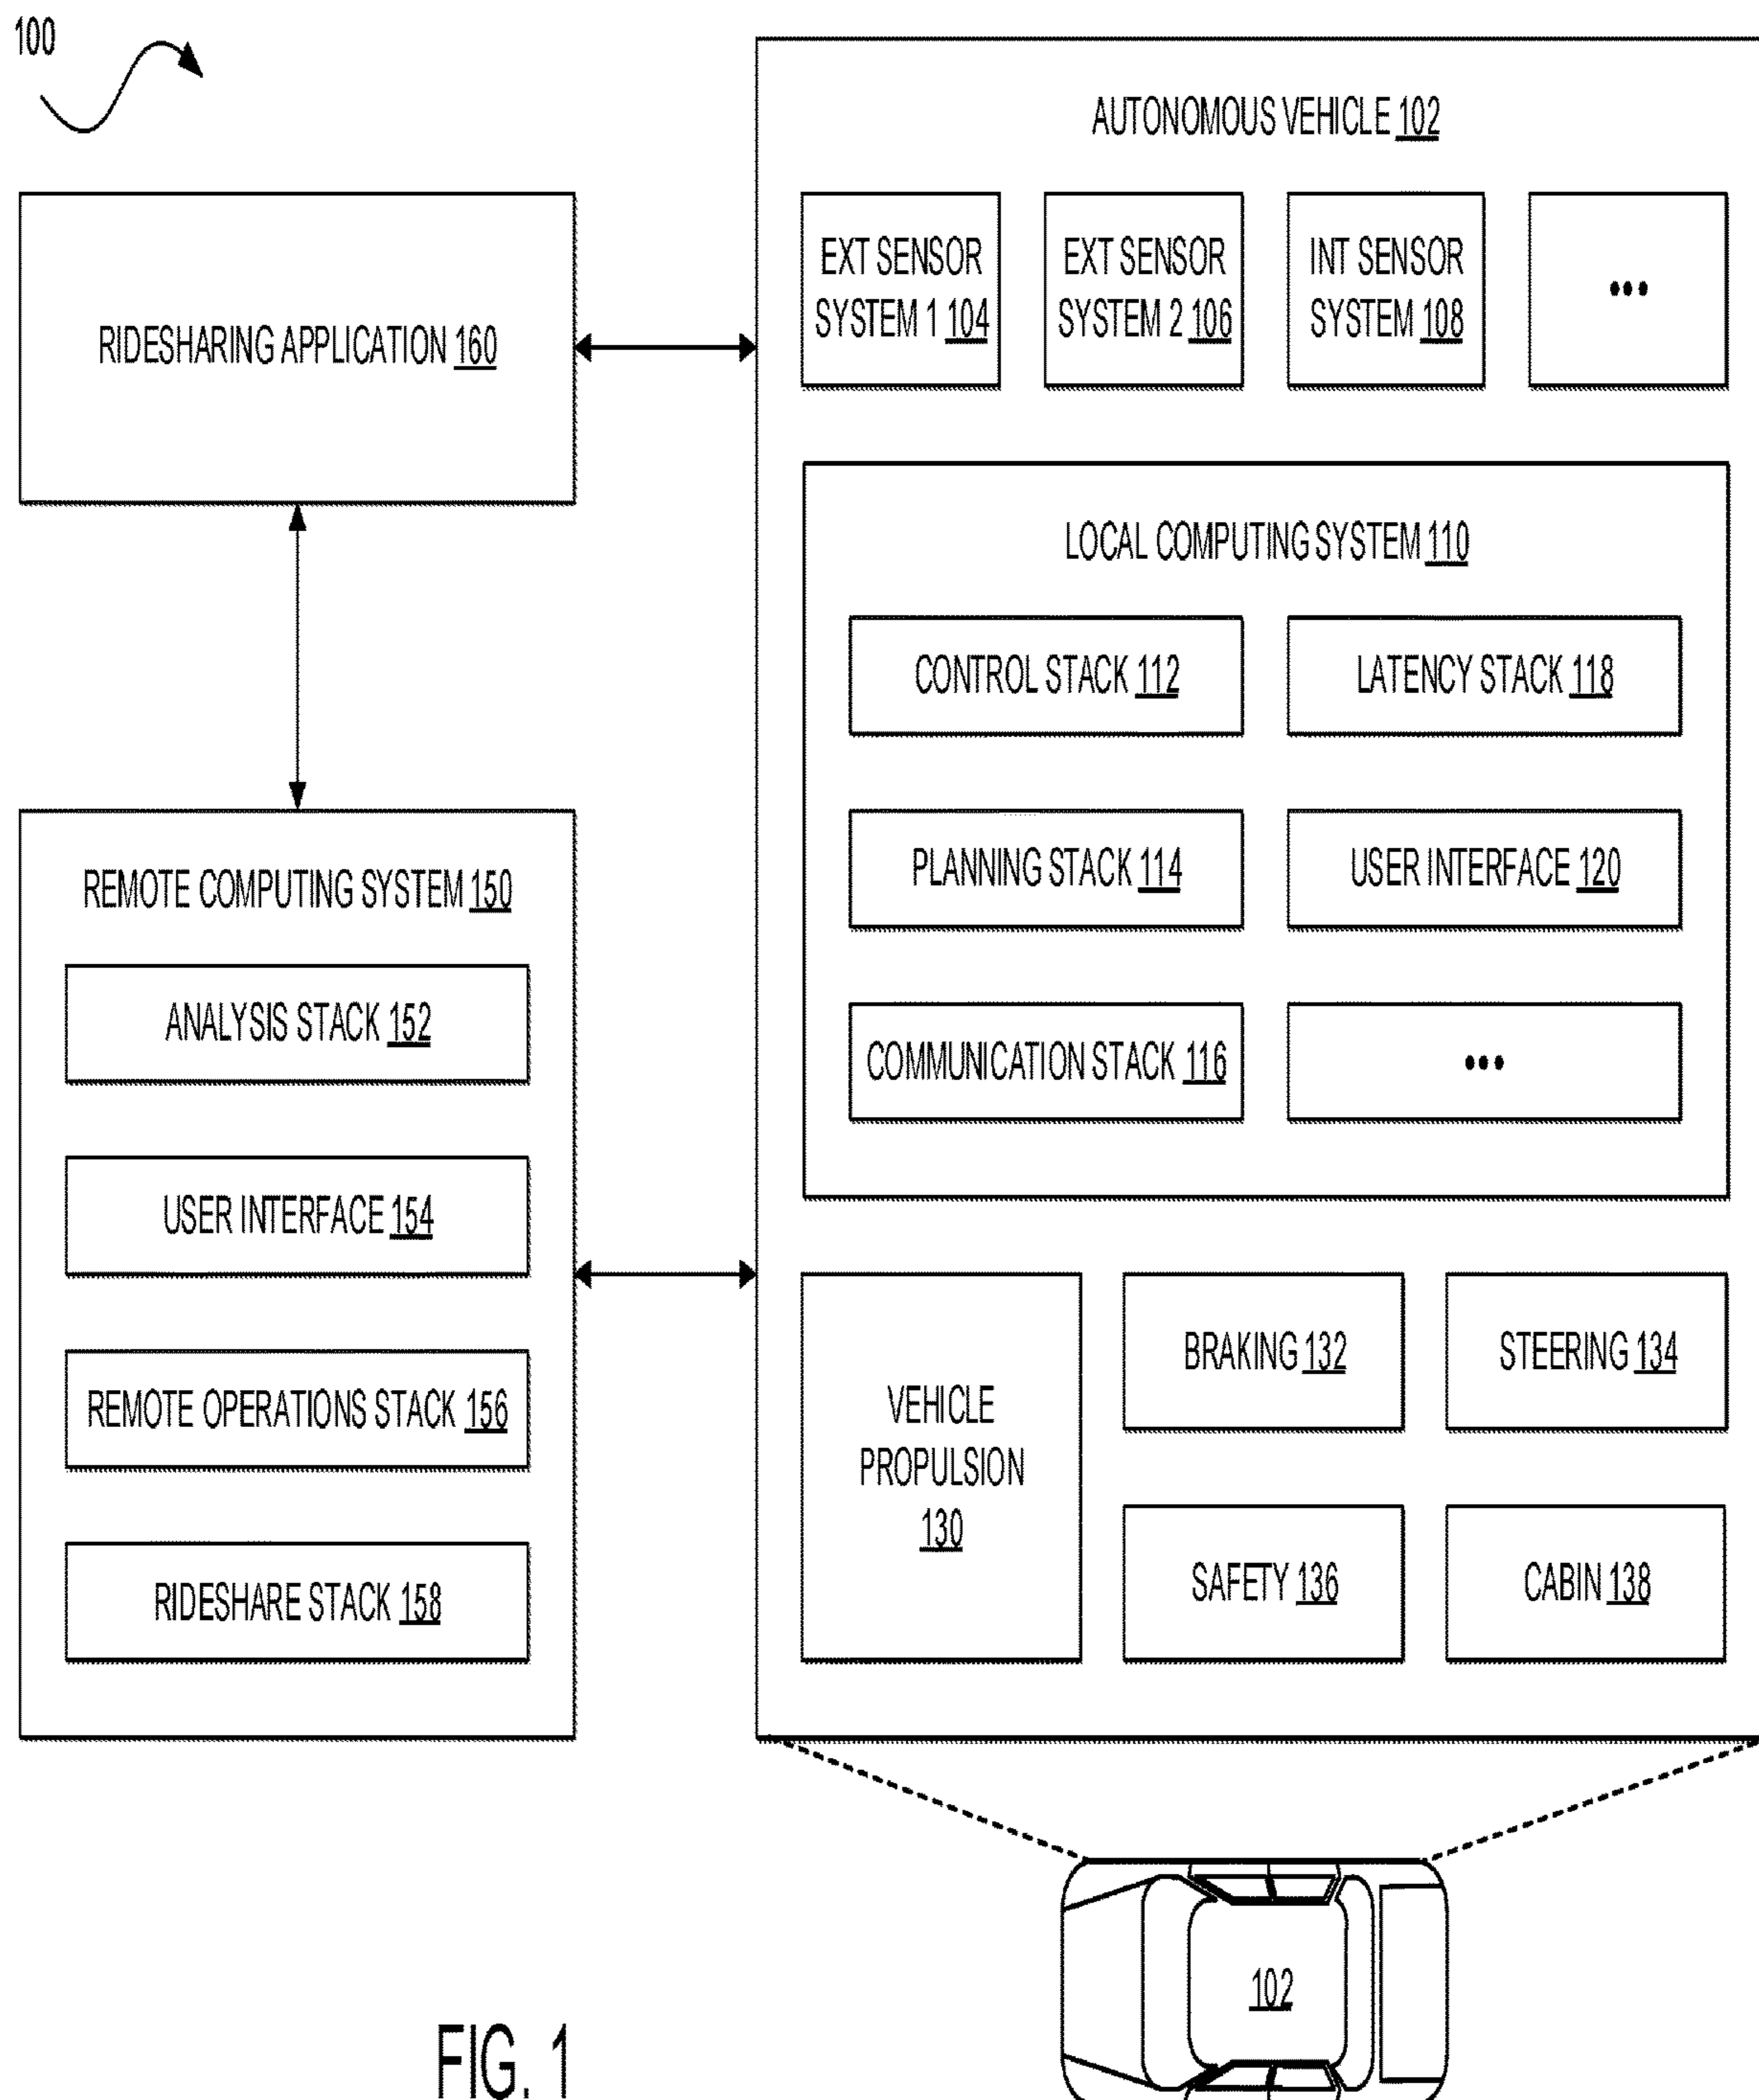 100
AUTONOMOUS VEHICLE 102
RIDESHARING APPLICATION 160
EXT SENSOR
SYSTEM 1 104
EXT SENSOR
SYSTEM 2 106
INT SENSOR
SYSTEM 108
•••
LOCAL COMPUTING SYSTEM 110
CONTROL STACK 112
LATENCY STACK 118
PLANNING STACK 114
USER INTERFACE 120
COMMUNICATION STACK 116
•••
REMOTE COMPUTING SYSTEM 150
ANALYSIS STACK 152
USER INTERFACE 154
REMOTE OPERATIONS STACK 156
RIDESHARE STACK 158
VEHICLE
PROPULSION
130
BRAKING 132
STEERING 134
SAFETY 136
CABIN 138
102
FIG. 1